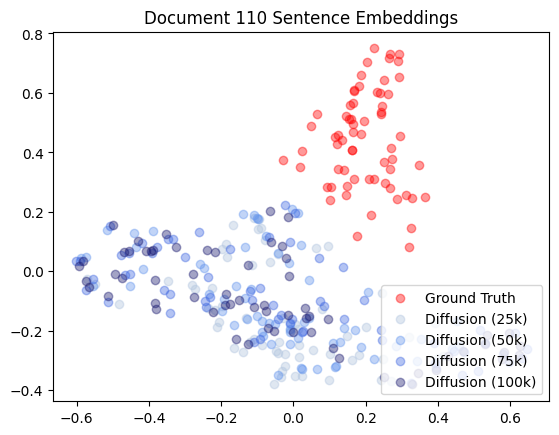 Document 110 Sentence Embeddings
0.8
0.6
0.4
0.2
0.0
−0.2
−0.4
Ground Truth
Diffusion (25k)
Diffusion (50k)
Diffusion (75k)
Diffusion (100k)
−0.6 −0.4 −0.2 0.0 0.2 0.4 0.6